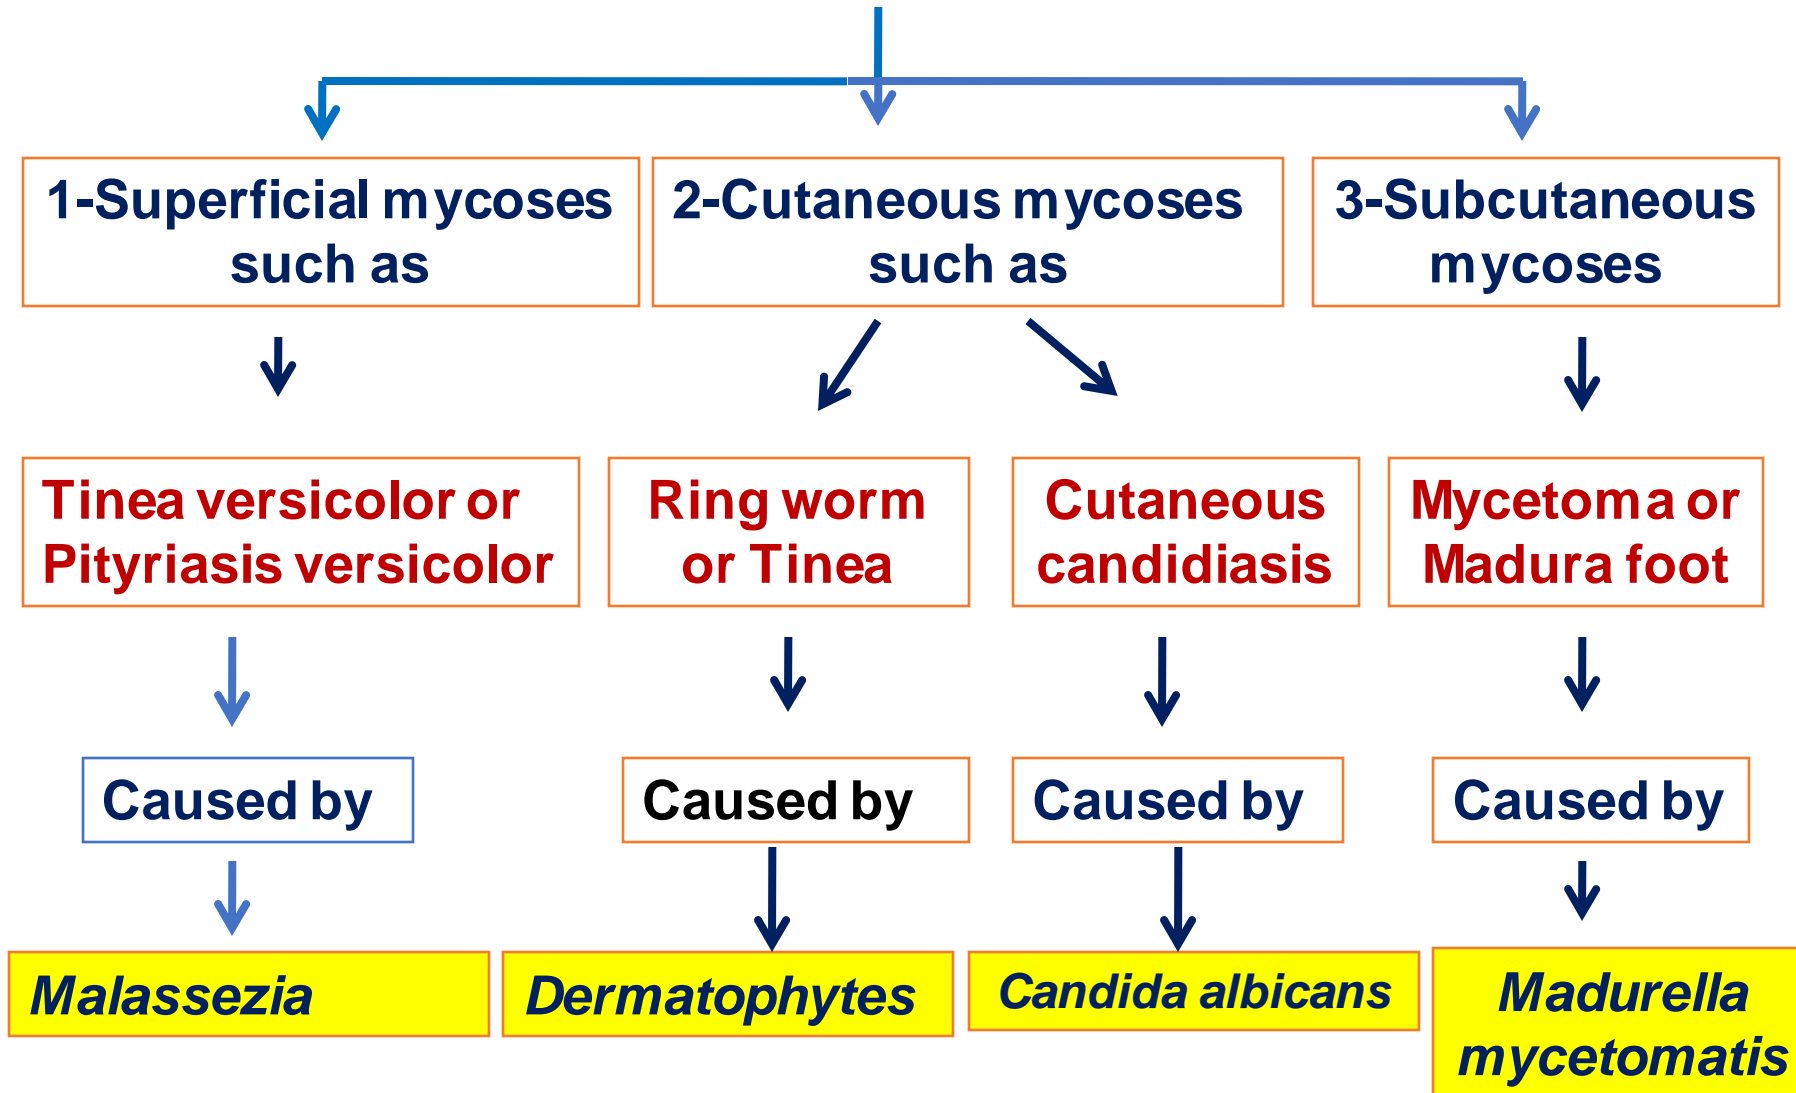 1-Superficial mycoses
such as
2-Cutaneous mycoses
such as
3-Subcutaneous
mycoses
Tinea versicolor or
Pityriasis versicolor
Ring worm
or Tinea
Cutaneous
candidiasis
Mycetoma or
Madura foot
Caused by
Caused by
Caused by
Caused by
Malassezia
Dermatophytes
Candida albicans
Madurella
mycetomatis